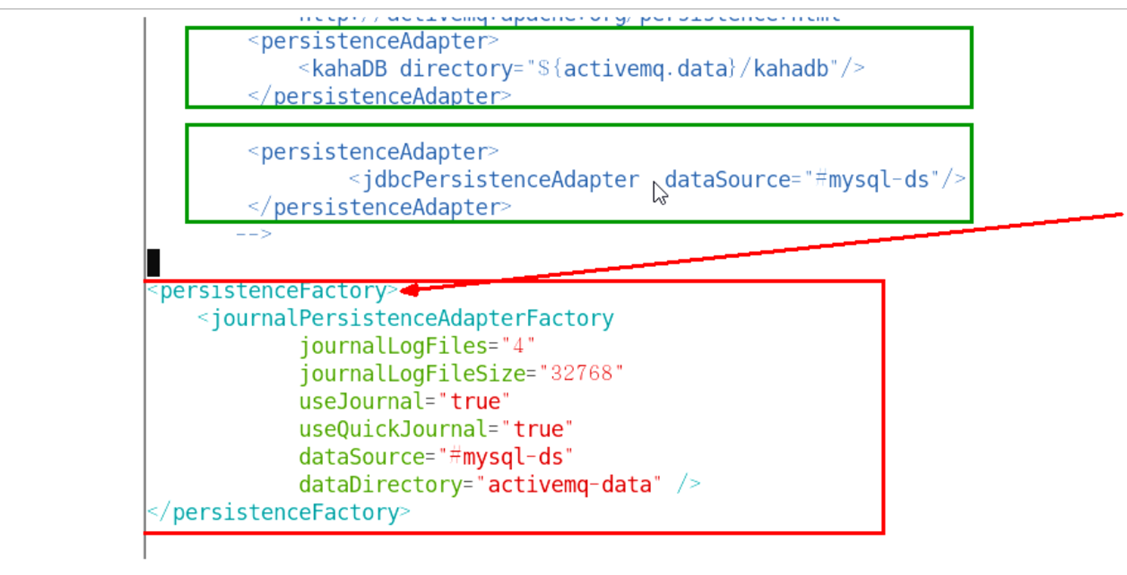 http://activemq.apache.org/persistence.html
<persistenceAdapter>
<kahaDB directory="${activemq.data}/kahadb"/>
</persistenceAdapter>
<persistenceAdapter>
<jdbcPersistenceAdapter dataSource="#mysql-ds"/>
</persistenceAdapter>
-->
<persistenceFactory>
<journalPersistenceAdapterFactory
journalLogFiles="4"
journalLogFileSize="32768"
useJournal="true"
useQuickJournal="true"
dataSource="#mysql-ds"
dataDirectory="activemq-data" />
</persistenceFactory>